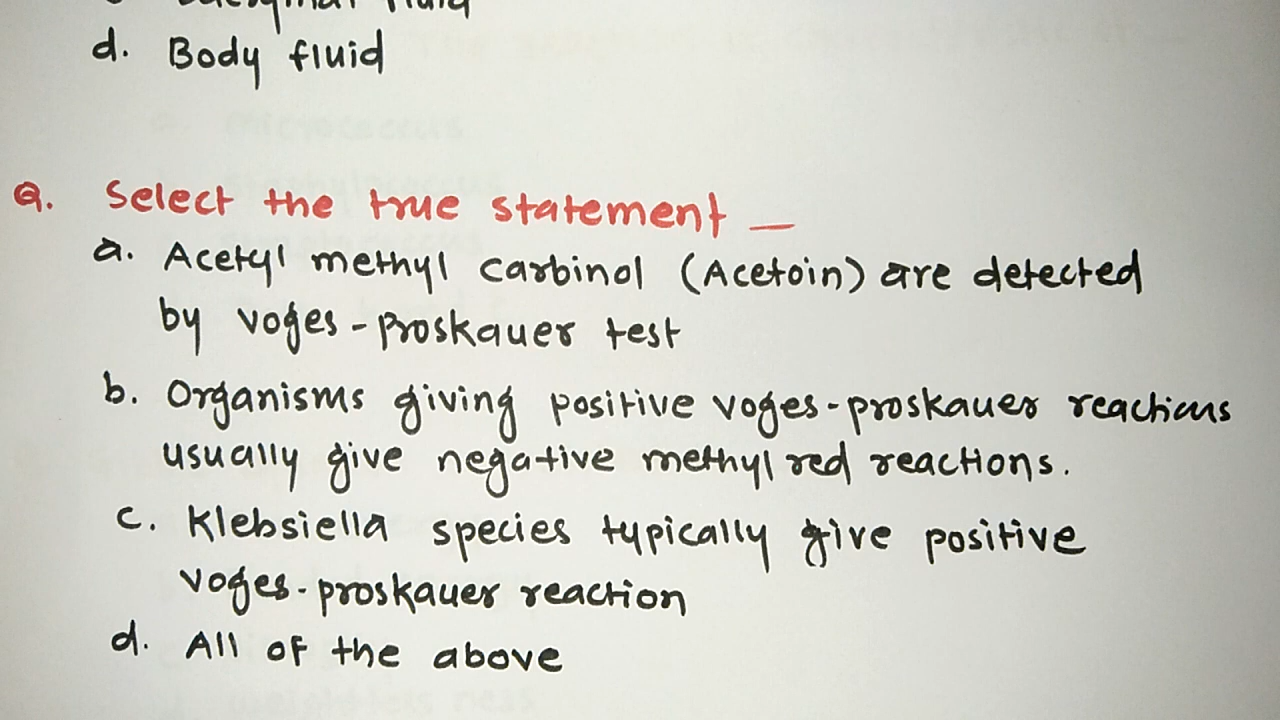 fluid
d. Body fluid
Q. Select the true statement _
a. Acetyl methyl carbinol (Acetoin) are detected
by voges-proskauer test
b. Organisms giving positive voges-proskauer reactions
usually give negative methyl red reactions.
c. Klebsiella species typically give positive
voges-proskauer reaction
d. All of the above